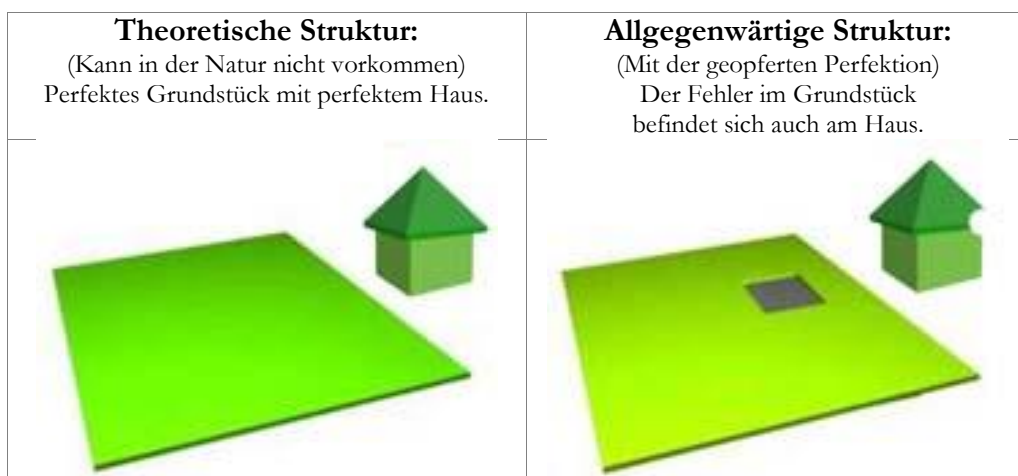 Theoretische Struktur:
(Kann in der Natur nicht vorkommen)
Perfektes Grundstück mit perfektem Haus.
Allgegenwärtige Struktur:
(Mit der geopferten Perfektion)
Der Fehler im Grundstück
befindet sich auch am Haus.